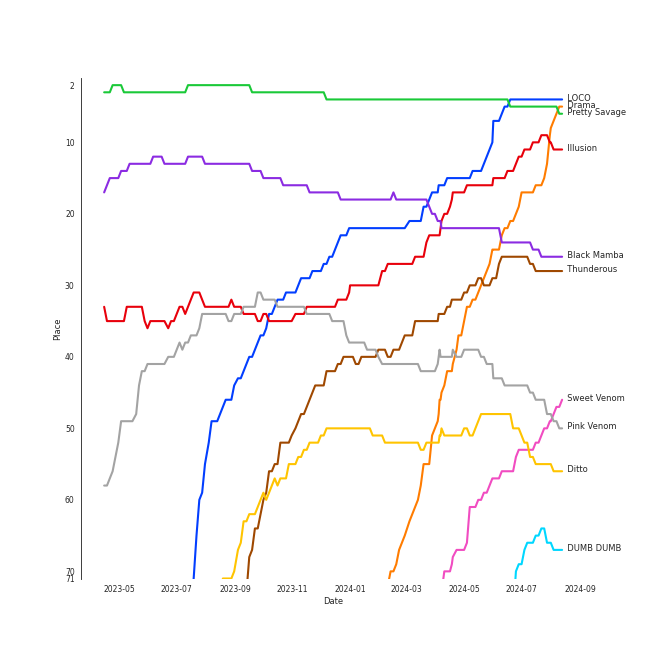 2
10
20
30
40
50
60
70
71
Place
2023-05
2023-07
2023-09
2023-11
2024-01
2024-03
2024-05
2024-07
2024-09
Date
LOCO
Drama
Pretty Savage
Illusion
Black Mamba
Thunderous
Sweet Venom
Pink Venom
Ditto
DUMB DUMB